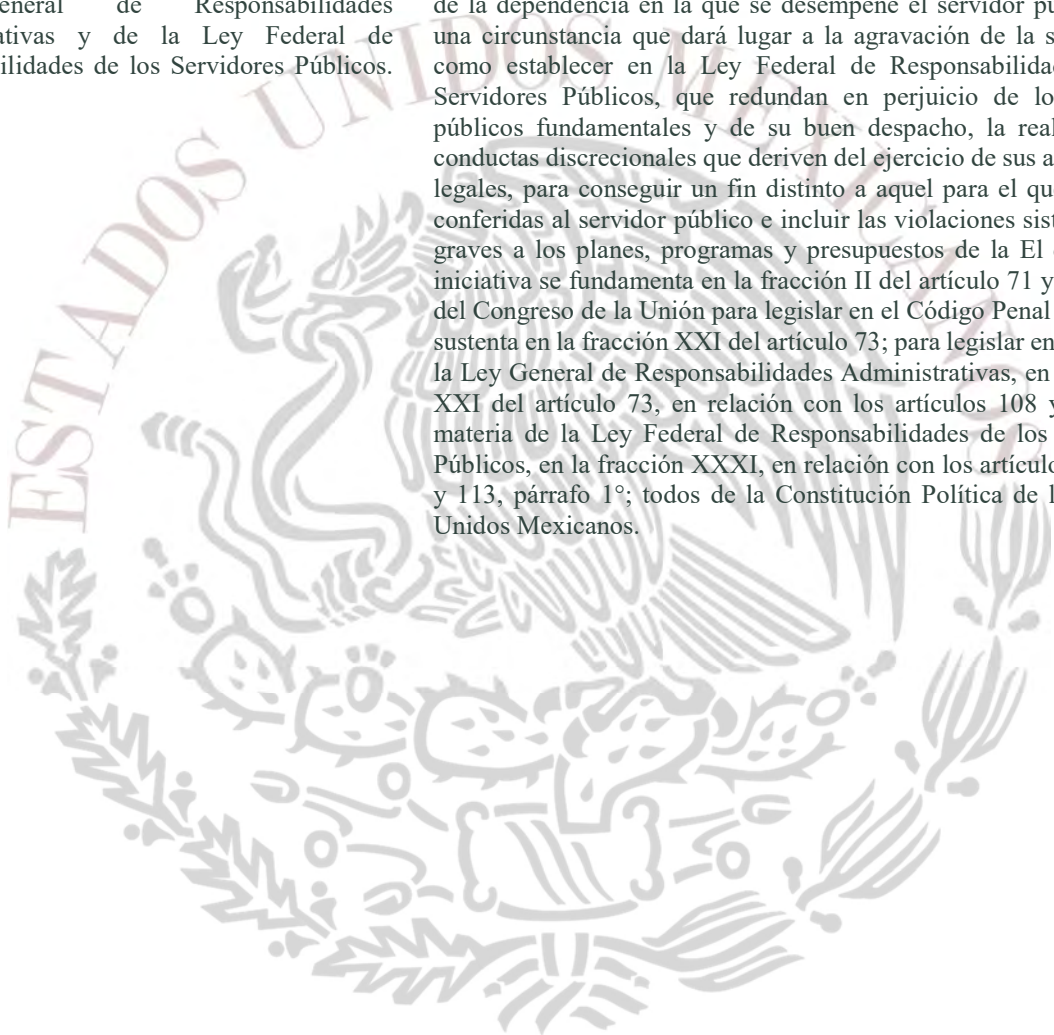 eneral de Responsabilidades
ativas y de la Ley Federal de
ilidades de los Servidores Públicos.
de la dependencia en la que se desempeñe el servidor pú
una circunstancia que dará lugar a la agravación de la s
como establecer en la Ley Federal de Responsabilidad
Servidores Públicos, que redundan en perjuicio de lo
públicos fundamentales y de su buen despacho, la real
conductas discrecionales que deriven del ejercicio de sus a
legales, para conseguir un fin distinto a aquel para el qu
conferidas al servidor público e incluir las violaciones sist
graves a los planes, programas y presupuestos de la El
iniciativa se fundamenta en la fracción II del artículo 71 y
del Congreso de la Unión para legislar en el Código Penal
sustenta en la fracción XXI del artículo 73; para legislar en
la Ley General de Responsabilidades Administrativas, en
XXI del artículo 73, en relación con los artículos 108 y
materia de la Ley Federal de Responsabilidades de los
Públicos, en la fracción XXXI, en relación con los artículo
y 113, párrafo 1°; todos de la Constitución Política de l
Unidos Mexicanos.
ESTADOS UNIDOS MEXICANOS